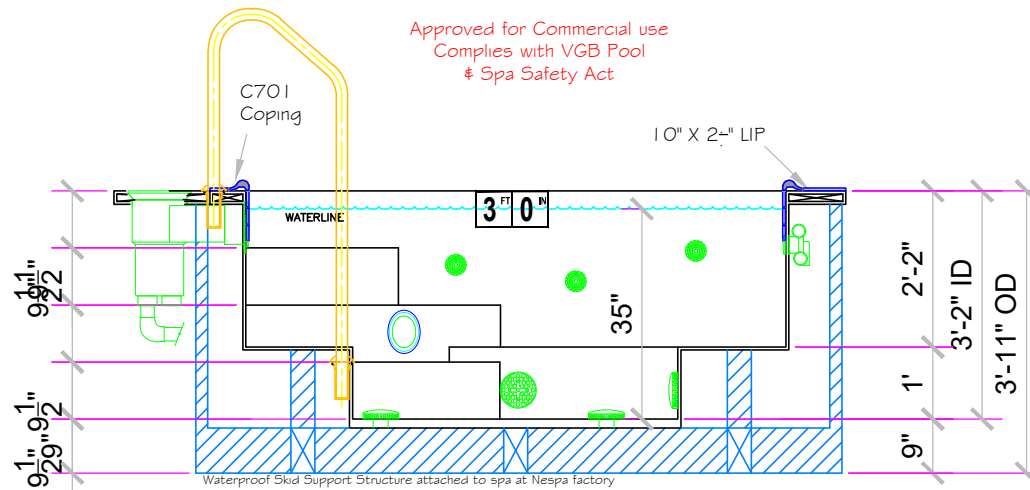 Approved for Commercial use
Complies with VGB Pool
& Spa Safety Act
C701
Coping
10" X 2-" LIP
WATERLINE
3 FT 0 IN
35"
2'-2"
3'-2" ID
3'-11" OD
1'
9"
Waterproof Skid Support Structure attached to spa at Nespa factory